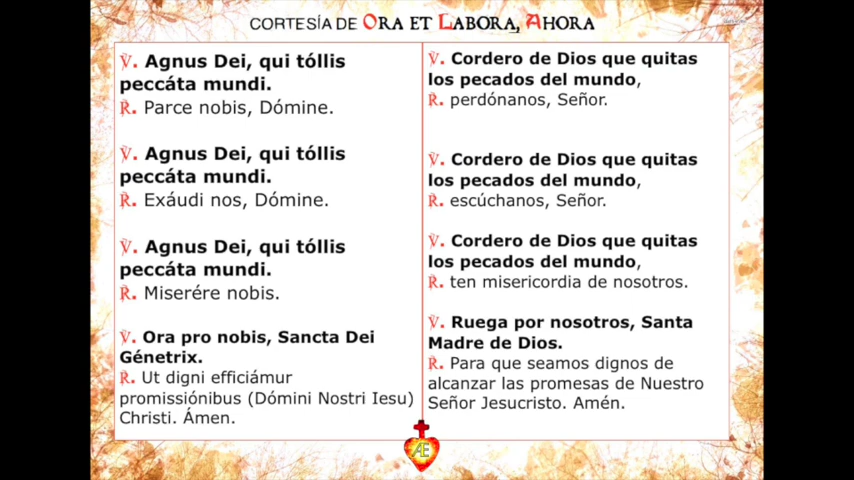 CORTESÍA DE ORA ET LABORA, AHORA
℣. Agnus Dei, qui tóllis
peccáta mundi.
℟. Parce nobis, Dómine.
℣. Agnus Dei, qui tóllis
peccáta mundi.
℟. Exáudi nos, Dómine.
℣. Agnus Dei, qui tóllis
peccáta mundi.
℟. Miserére nobis.
℣. Ora pro nobis, Sancta Dei
Génetrix.
℟. Ut digni efficiámur
promissiónibus (Dómini Nostri Iesu)
Christi. Ámen.
℣. Cordero de Dios que quitas
los pecados del mundo,
℟. perdónanos, Señor.
℣. Cordero de Dios que quitas
los pecados del mundo,
℟. escúchanos, Señor.
℣. Cordero de Dios que quitas
los pecados del mundo,
℟. ten misericordia de nosotros.
℣. Ruega por nosotros, Santa
Madre de Dios.
℟. Para que seamos dignos de
alcanzar las promesas de Nuestro
Señor Jesucristo. Amén.
Æ